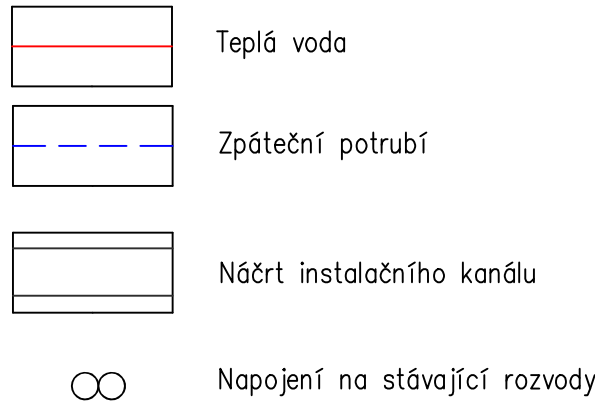 Teplá voda
Zpáteční potrubí
Náčrt instalačního kanálu
Napojení na stávající rozvody